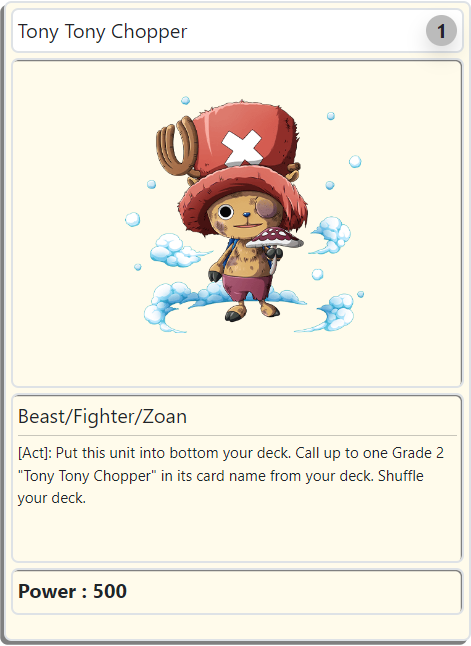 Tony Tony Chopper
1
Beast/Fighter/Zoan
[Act]: Put this unit into bottom your deck. Call up to one Grade 2
"Tony Tony Chopper" in its card name from your deck. Shuffle
your deck.
Power : 500